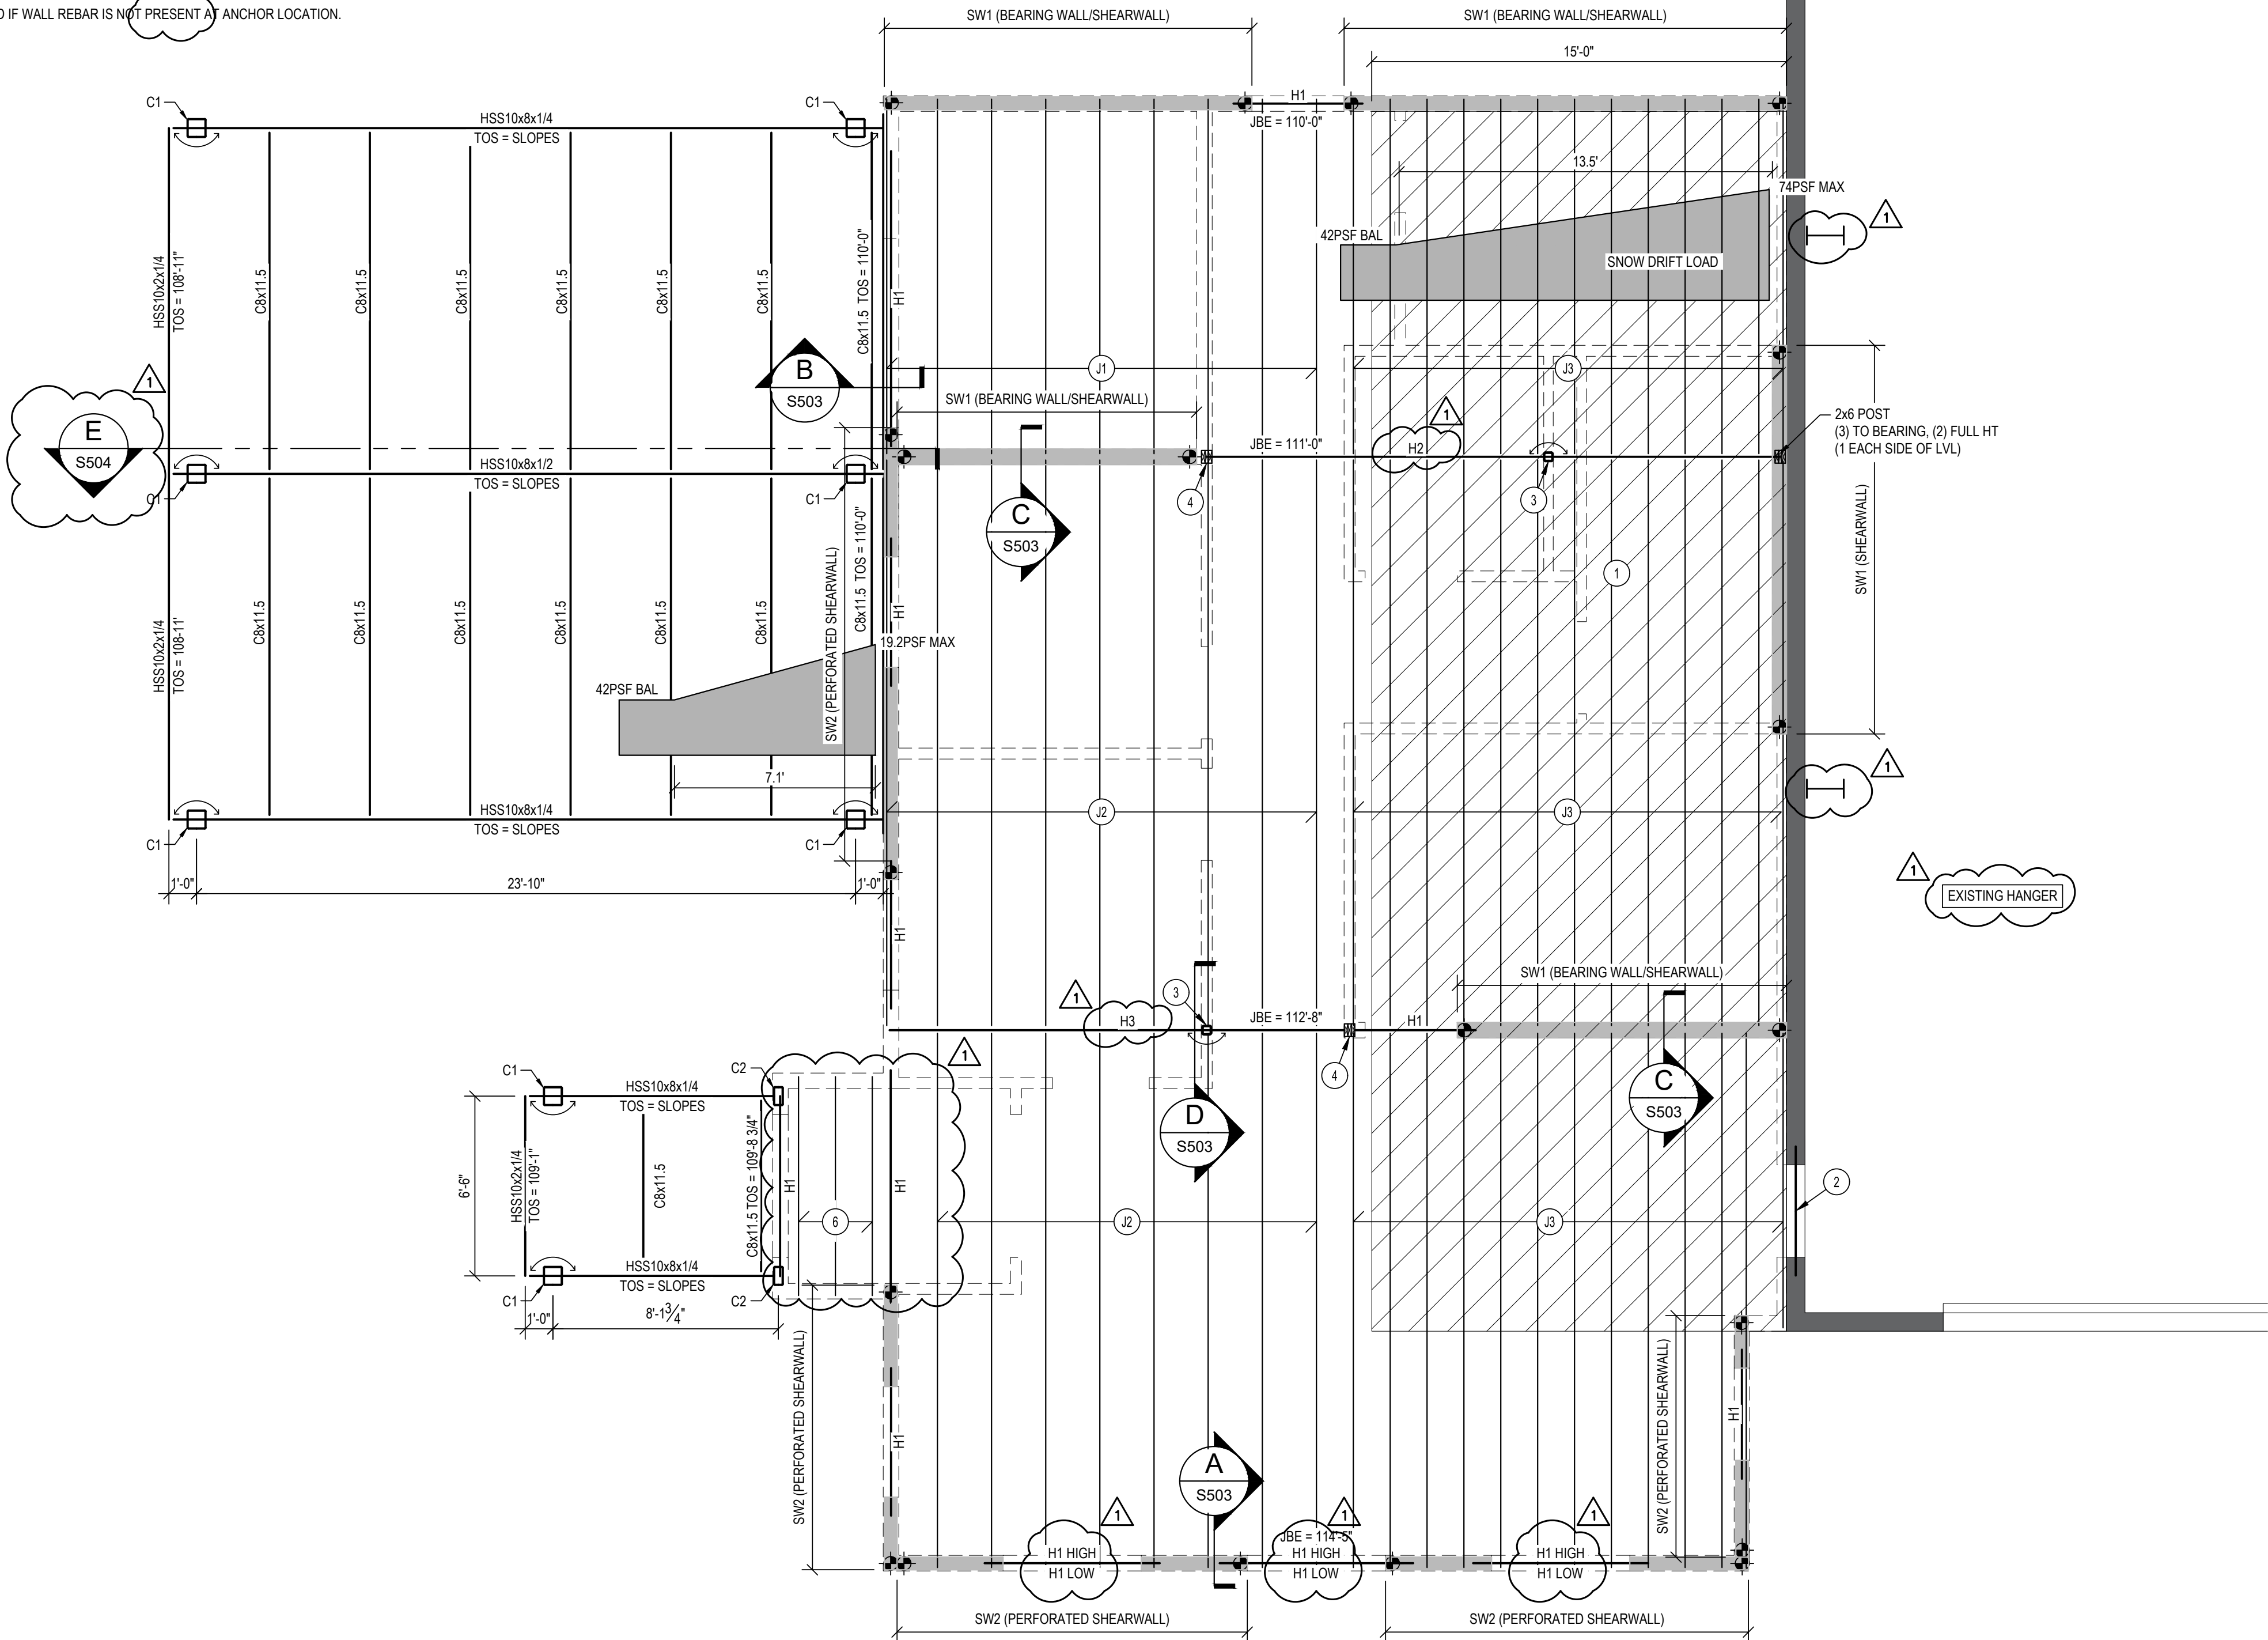 D IF WALL REBAR IS NOT PRESENT AT ANCHOR LOCATION.
SW1 (BEARING WALL/SHEARWALL)
SW1 (BEARING WALL/SHEARWALL)
15'-0"
C1
HSS10x8x1/4
TOS = SLOPES
C1
H1
JBE = 110'-0"
13.5'
74PSF MAX
1
42PSF BAL
SNOW DRIFT LOAD
HSS10x2x1/4
TOS = 108'-11"
C8x11.5
C8x11.5
C8x11.5
C8x11.5
C8x11.5
C8x11.5
C8x11.5 TOS = 110'-0"
H1
1
B
S503
J1
J3
SW1 (BEARING WALL/SHEARWALL)
1
2x6 POST
(3) TO BEARING, (2) FULL HT
(1 EACH SIDE OF LVL)
E
S504
HSS10x8x1/2
TOS = SLOPES
C1
C1
JBE = 111'-0"
H2
4
3
C
S503
SW1 (SHEARWALL)
1
HSS10x2x1/4
TOS = 108-11'
C8x11.5
C8x11.5
C8x11.5
C8x11.5
C8x11.5
C8x11.5
SW2 (PERFORATED SHEARWALL)
C8x11.5 TOS = 110'-0"
H1
19.2PSF MAX
42PSF BAL
7.1'
1
HSS10x8x1/4
TOS = SLOPES
C1
C1
J2
J3
1'-0"
23'-10"
1'-0"
1
EXISTING HANGER
H1
SW1 (BEARING WALL/SHEARWALL)
1
3
H3
JBE = 112'-8"
H1
4
1
C1
HSS10x8x1/4
TOS = SLOPES
C2
D
S503
C
S503
6'-6"
HSS10x2x1/4
TOS = 109'-1"
C8x11.5
C8x11.5 TOS = 109'-8 3/4"
H1
H1
6
J2
J3
2
C1
HSS10x8x1/4
TOS = SLOPES
C2
1'-0"
8'-1 3/4"
SW2 (PERFORATED SHEARWALL)
H1
A
S503
SW2 (PERFORATED SHEARWALL)
H1
1
1
1
JBE = 114'-5"
H1 HIGH
H1 LOW
H1 HIGH
H1 LOW
H1 HIGH
H1 LOW
SW2 (PERFORATED SHEARWALL)
SW2 (PERFORATED SHEARWALL)